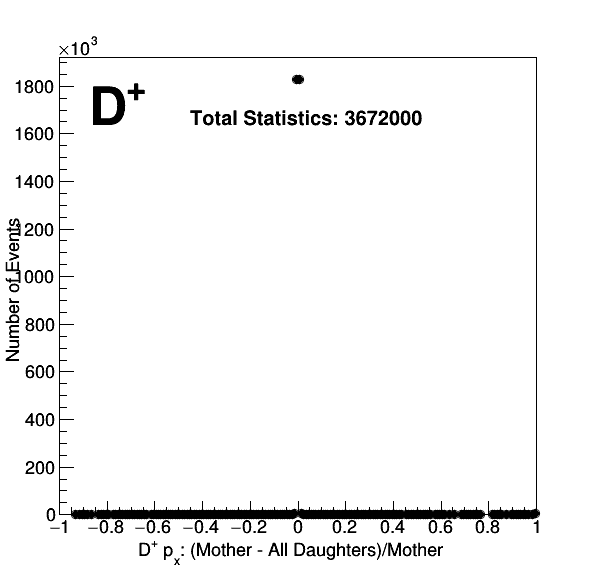 ×10³
1800
D⁺
Total Statistics: 3672000
1600
1400
1200
1000
800
600
400
200
0
Number of Events
−1 −0.8 −0.6 −0.4 −0.2 0 0.2 0.4 0.6 0.8 1
D⁺ pₓ: (Mother - All Daughters)/Mother